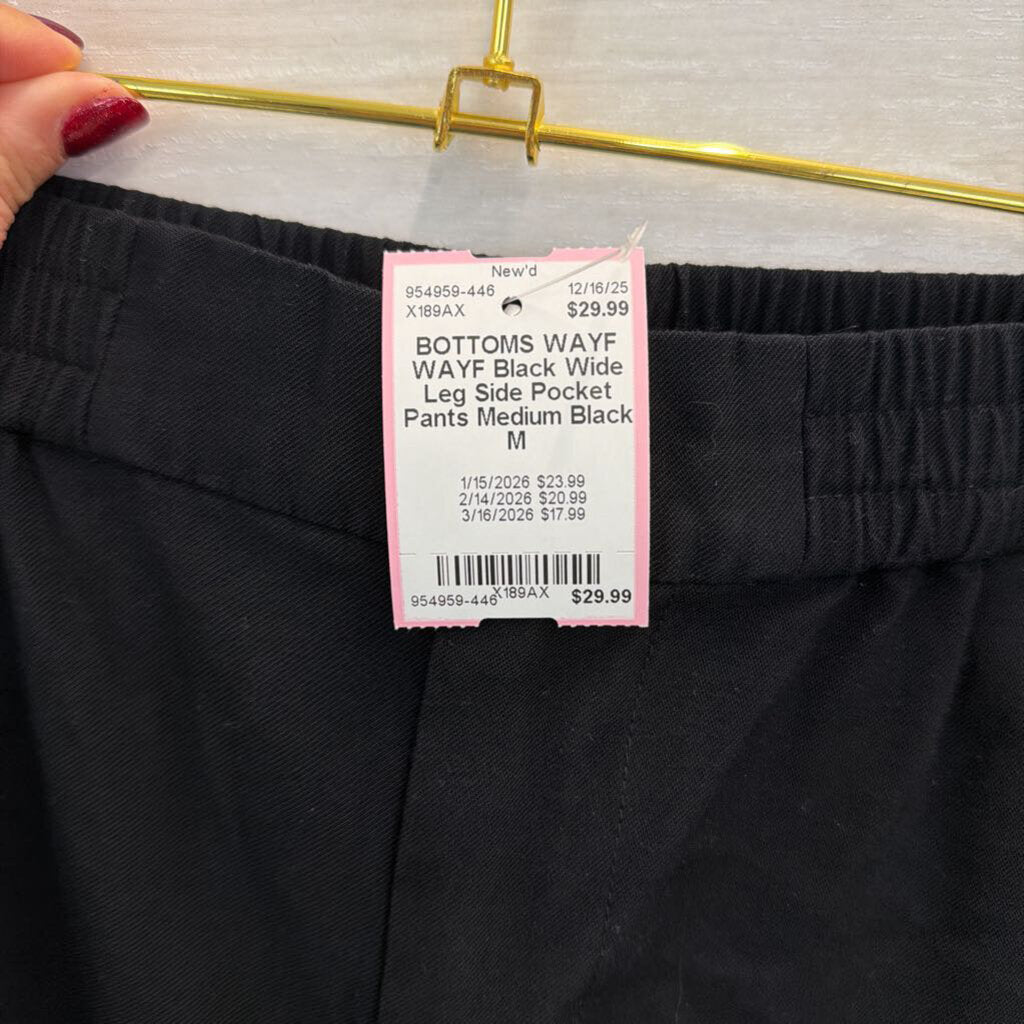 New'd
954959-446 12/16/25
X189AX $29.99
BOTTOMS WAYF
WAYF Black Wide
Leg Side Pocket
Pants Medium Black
M
1/15/2026 $23.99
2/14/2026 $20.99
3/16/2026 $17.99
954959-446 X189AX $29.99